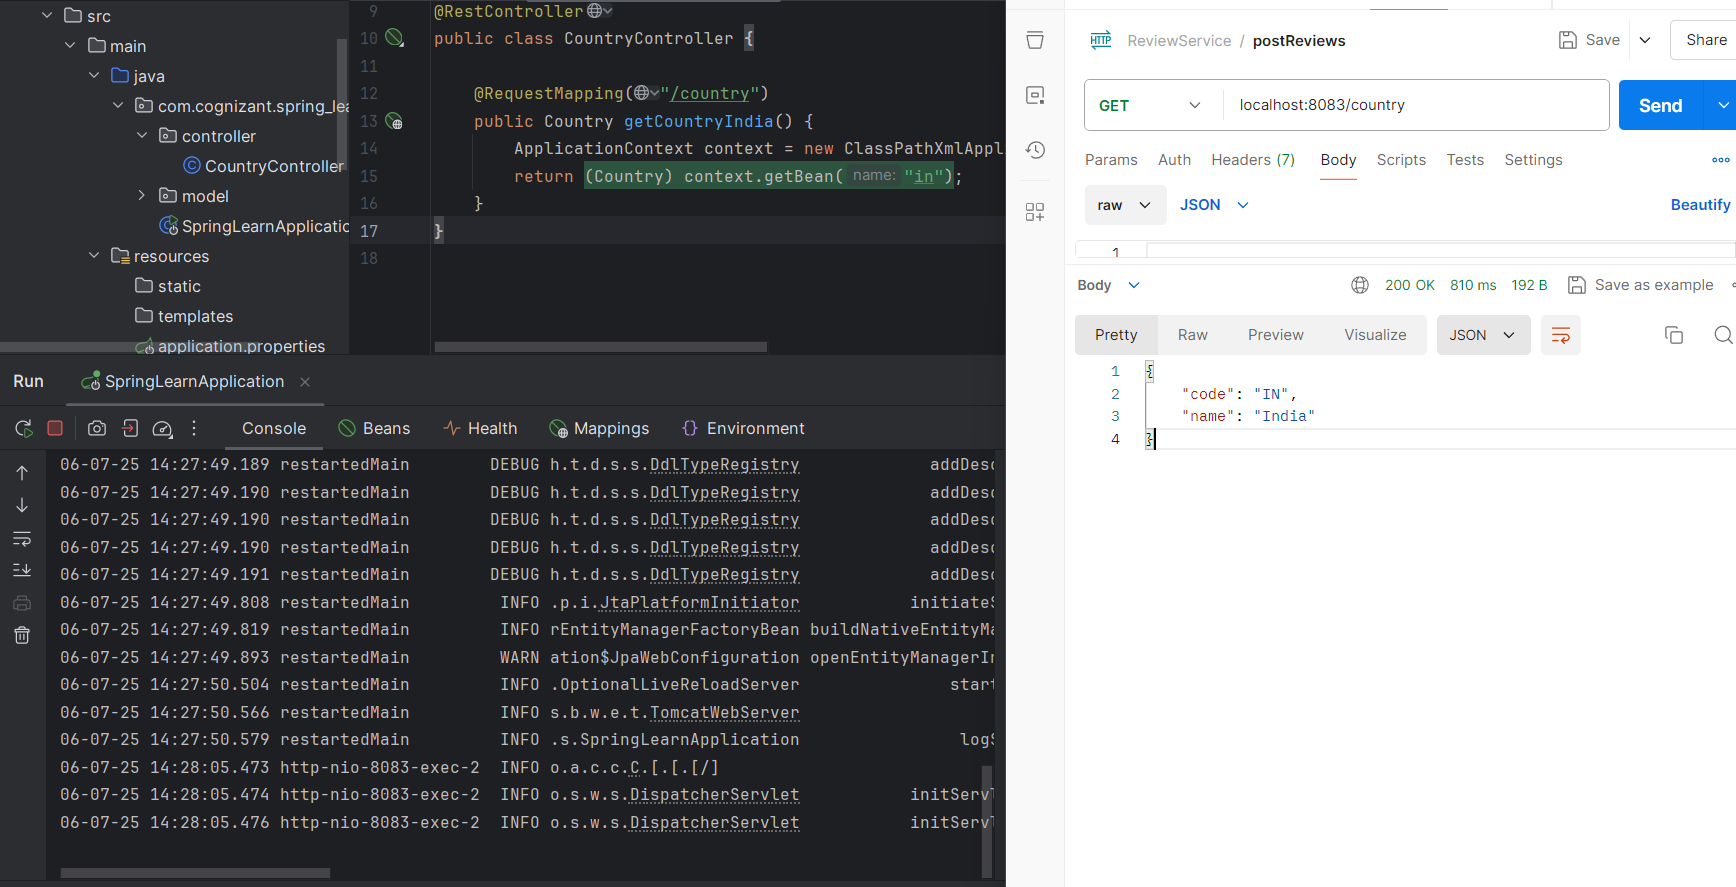 src
main
java
com.cognizant.spring_lea
controller
CountryController
model
SpringLearnApplicatio
resources
static
templates
application.properties
9 @RestController
10 public class CountryController {
11
12 @RequestMapping("/country")
13 public Country getCountryIndia() {
14 ApplicationContext context = new ClassPathXmlAppl
15 return (Country) context.getBean( name: "in");
16 }
17 }
18
Run SpringLearnApplication
Console Beans Health Mappings Environment
06-07-25 14:27:49.189 restartedMain DEBUG h.t.d.s.s.DdlTypeRegistry addDesc
06-07-25 14:27:49.190 restartedMain DEBUG h.t.d.s.s.DdlTypeRegistry addDesc
06-07-25 14:27:49.190 restartedMain DEBUG h.t.d.s.s.DdlTypeRegistry addDesc
06-07-25 14:27:49.190 restartedMain DEBUG h.t.d.s.s.DdlTypeRegistry addDesc
06-07-25 14:27:49.191 restartedMain DEBUG h.t.d.s.s.DdlTypeRegistry addDesc
06-07-25 14:27:49.808 restartedMain INFO .p.i.JtaPlatformInitiator initiateS
06-07-25 14:27:49.819 restartedMain INFO rEntityManagerFactoryBean buildNativeEntityMa
06-07-25 14:27:49.893 restartedMain WARN ation$JpaWebConfiguration openEntityManagerIn
06-07-25 14:27:50.504 restartedMain INFO .OptionalLiveReloadServer start
06-07-25 14:27:50.566 restartedMain INFO s.b.w.e.t.TomcatWebServer
06-07-25 14:27:50.579 restartedMain INFO .s.SpringLearnApplication logS
06-07-25 14:28:05.473 http-nio-8083-exec-2 INFO o.a.c.c.C.[.[.[/]
06-07-25 14:28:05.474 http-nio-8083-exec-2 INFO o.s.w.s.DispatcherServlet initServl
06-07-25 14:28:05.476 http-nio-8083-exec-2 INFO o.s.w.s.DispatcherServlet initServl
HTTP ReviewService / postReviews Save Share
GET localhost:8083/country Send
Params Auth Headers (7) Body Scripts Tests Settings
raw JSON Beautify
1
Body 200 OK 810 ms 192 B Save as example
Pretty Raw Preview Visualize JSON
1 {
2 "code": "IN",
3 "name": "India"
4 }